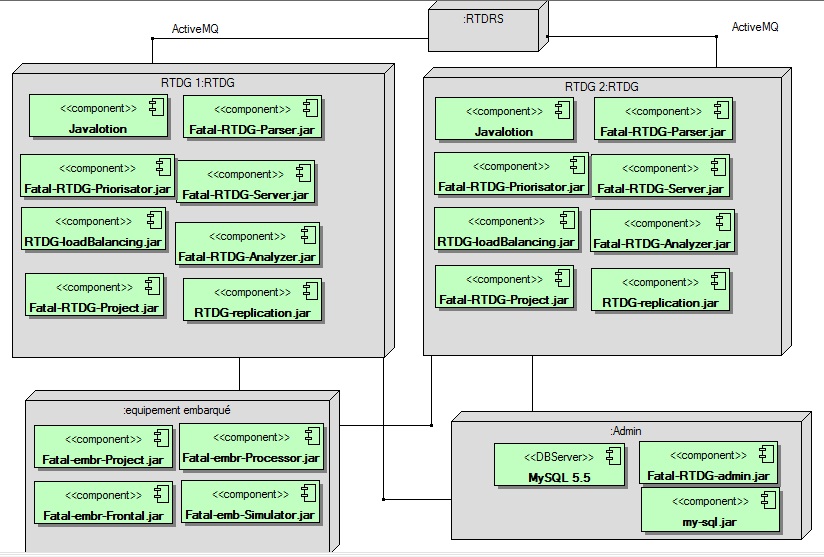 :RTDRS
ActiveMQ
ActiveMQ
RTDG 1:RTDG
<<component>>
Javalotion
<<component>>
Fatal-RTDG-Parser.jar
<<component>>
Fatal-RTDG-Priorisator.jar
<<component>>
Fatal-RTDG-Server.jar
<<component>>
RTDG-loadBalancing.jar
<<component>>
Fatal-RTDG-Analyzer.jar
<<component>>
Fatal-RTDG-Project.jar
<<component>>
RTDG-replication.jar
RTDG 2:RTDG
<<component>>
Javalotion
<<component>>
Fatal-RTDG-Parser.jar
<<component>>
Fatal-RTDG-Priorisator.jar
<<component>>
Fatal-RTDG-Server.jar
<<component>>
RTDG-loadBalancing.jar
<<component>>
Fatal-RTDG-Analyzer.jar
<<component>>
Fatal-RTDG-Project.jar
<<component>>
RTDG-replication.jar
:equipement embarqué
<<component>>
Fatal-embr-Project.jar
<<component>>
Fatal-embr-Processor.jar
<<component>>
Fatal-embr-Frontal.jar
<<component>>
Fatal-emb-Simulator.jar
:Admin
<<DBServer>>
MySQL 5.5
<<component>>
Fatal-RTDG-admin.jar
<<component>>
my-sql.jar